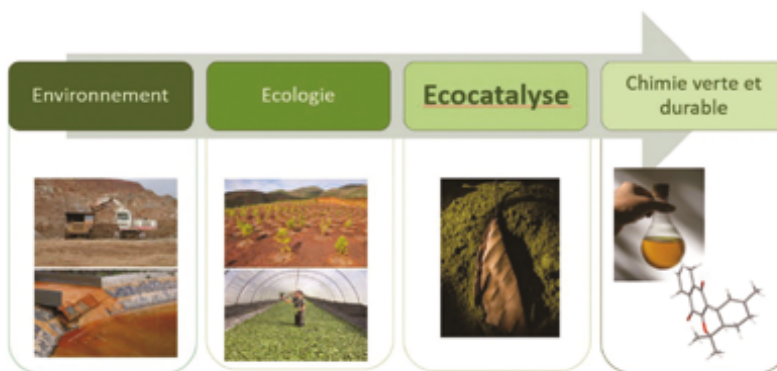 Environnement
Ecologie
Ecocatalyse
Chimie verte et
durable